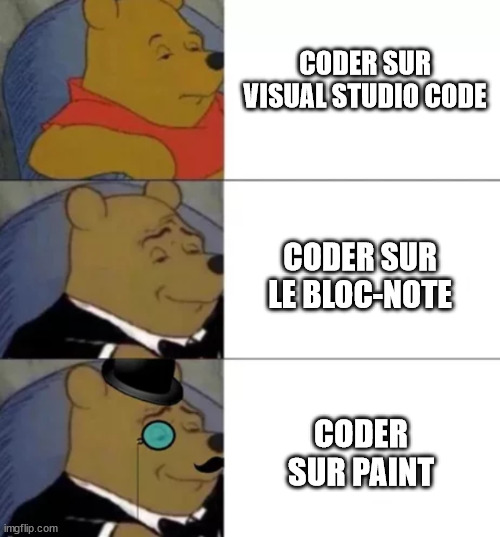 CODER SUR
VISUAL STUDIO CODE
CODER SUR
LE BLOC-NOTE
CODER
SUR PAINT
imgflip.com